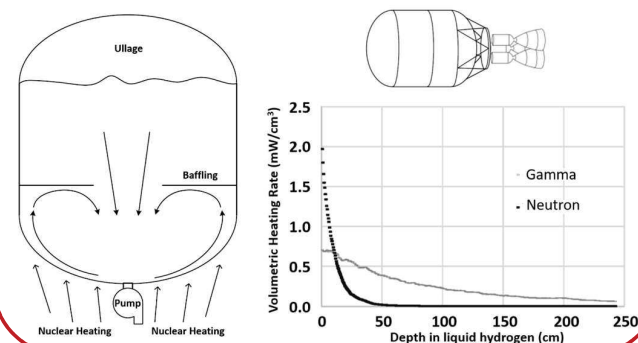 Ullage
Baffling
Pump
Nuclear Heating
Nuclear Heating
Volumetric Heating Rate (mW/cm³)
2.5
2.0
1.5
1.0
0.5
0.0
Gamma
Neutron
0
50
100
150
200
250
Depth in liquid hydrogen (cm)